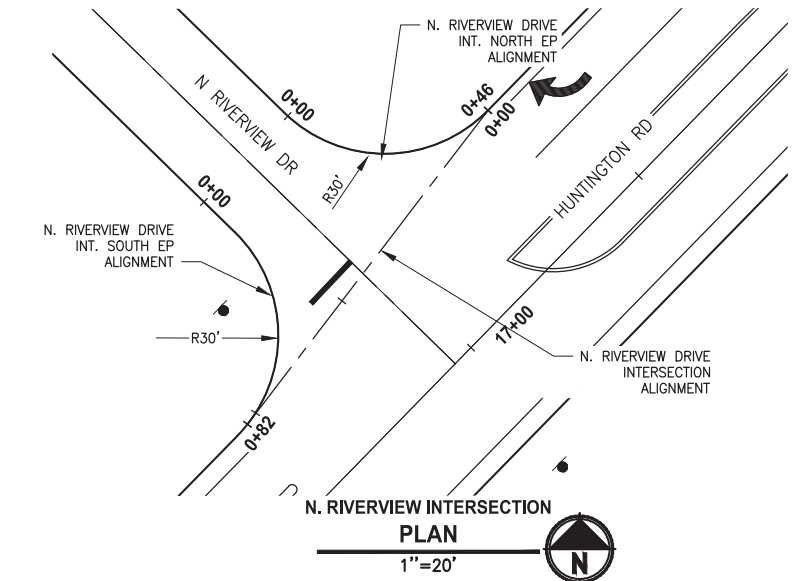 N. RIVERVIEW DRIVE
INT. NORTH EP
ALIGNMENT
0+00
N RIVERVIEW DR
0+46
0+00
HUNTINGTON RD
R30'
0+00
N. RIVERVIEW DRIVE
INT. SOUTH EP
ALIGNMENT
R30'
17+00
N. RIVERVIEW DRIVE
INTERSECTION
ALIGNMENT
0+82
N. RIVERVIEW INTERSECTION
PLAN
1"=20'
N